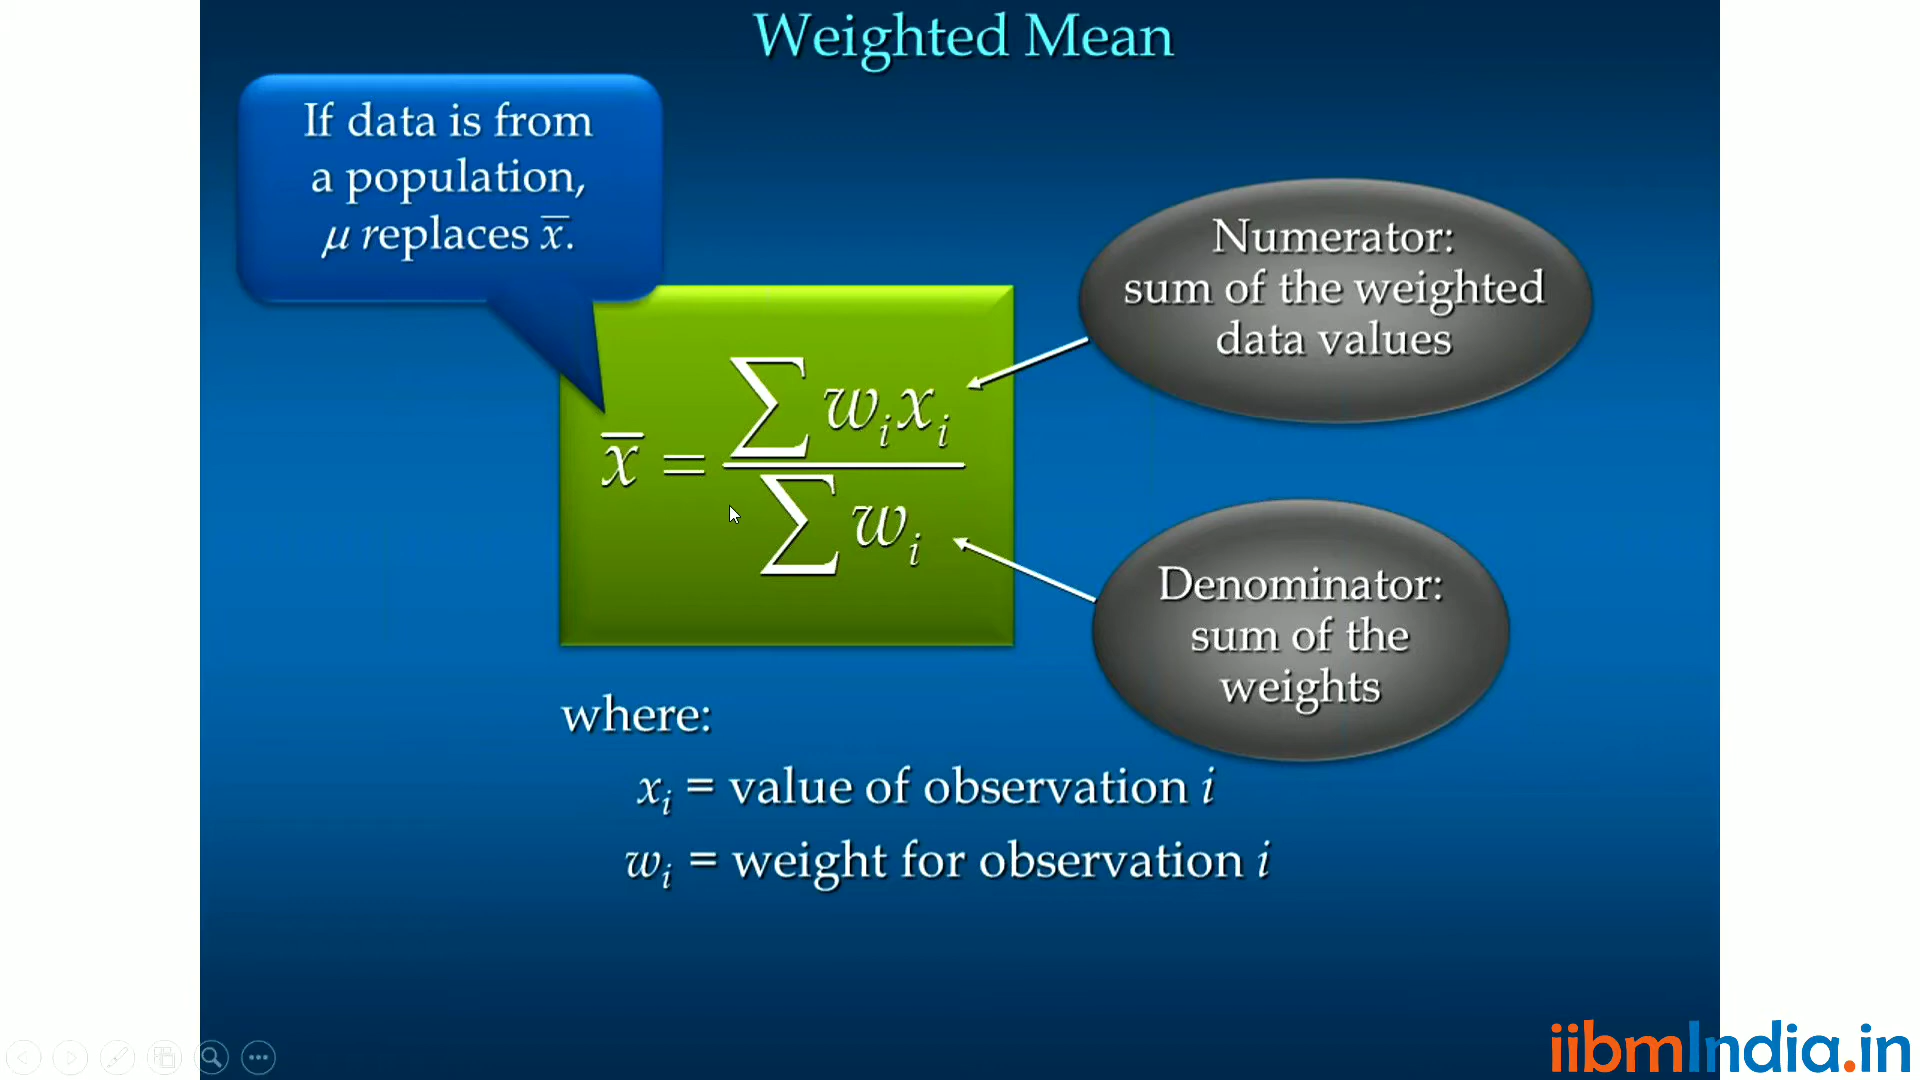 Weighted Mean
If data is from
a population,
μ replaces x̄.
Numerator:
sum of the weighted
data values
x̄ = ∑ wᵢxᵢ / ∑ wᵢ
Denominator:
sum of the
weights
where:
xᵢ = value of observation i
wᵢ = weight for observation i
iibmIndia.in